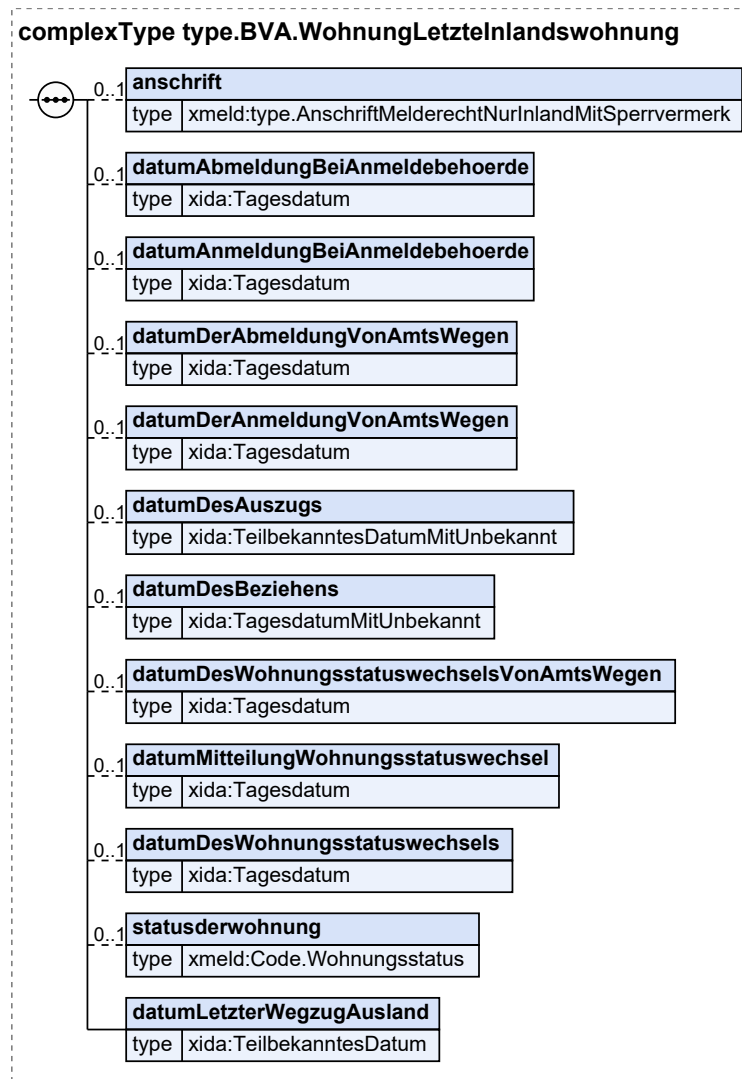 complexType type.BVA.WohnungLetzteInlandswohnung
0..1 anschrift
type xmeld:type.AnschriftMelderechtNurInlandMitSperrvermerk
0..1 datumAbmeldungBeiAnmeldebehoerde
type xida:Tagesdatum
0..1 datumAnmeldungBeiAnmeldebehoerde
type xida:Tagesdatum
0..1 datumDerAbmeldungVonAmtsWegen
type xida:Tagesdatum
0..1 datumDerAnmeldungVonAmtsWegen
type xida:Tagesdatum
0..1 datumDesAuszugs
type xida:TeilbekanntesDatumMitUnbekannt
0..1 datumDesBeziehens
type xida:TagesdatumMitUnbekannt
0..1 datumDesWohnungsstatuswechselsVonAmtsWegen
type xida:Tagesdatum
0..1 datumMitteilungWohnungsstatuswechsel
type xida:Tagesdatum
0..1 datumDesWohnungsstatuswechsels
type xida:Tagesdatum
0..1 statusderwohnung
type xmeld:Code.Wohnungsstatus
datumLetzterWegzugAusland
type xida:TeilbekanntesDatum